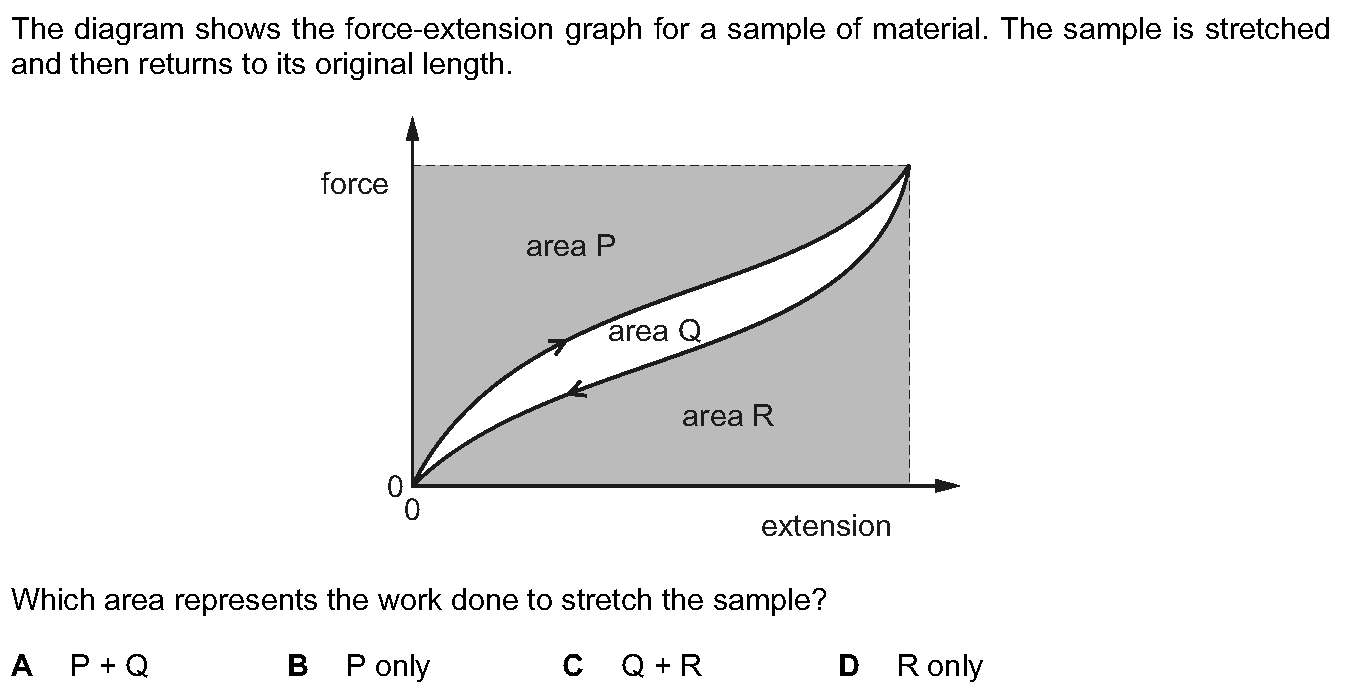 The diagram shows the force-extension graph for a sample of material. The sample is stretched
and then returns to its original length.
force
area P
area Q
area R
0
0
extension
Which area represents the work done to stretch the sample?
A P + Q B P only C Q + R D R only